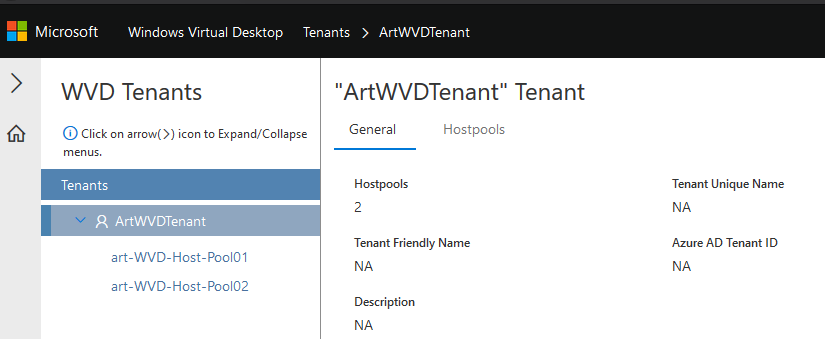 Microsoft Windows Virtual Desktop Tenants > ArtWVDTenant
WVD Tenants
Click on arrow(>) icon to Expand/Collapse
menus.
Tenants
ArtWVDTenant
art-WVD-Host-Pool01
art-WVD-Host-Pool02
"ArtWVDTenant" Tenant
General Hostpools
Hostpools
2
Tenant Unique Name
NA
Tenant Friendly Name
NA
Azure AD Tenant ID
NA
Description
NA